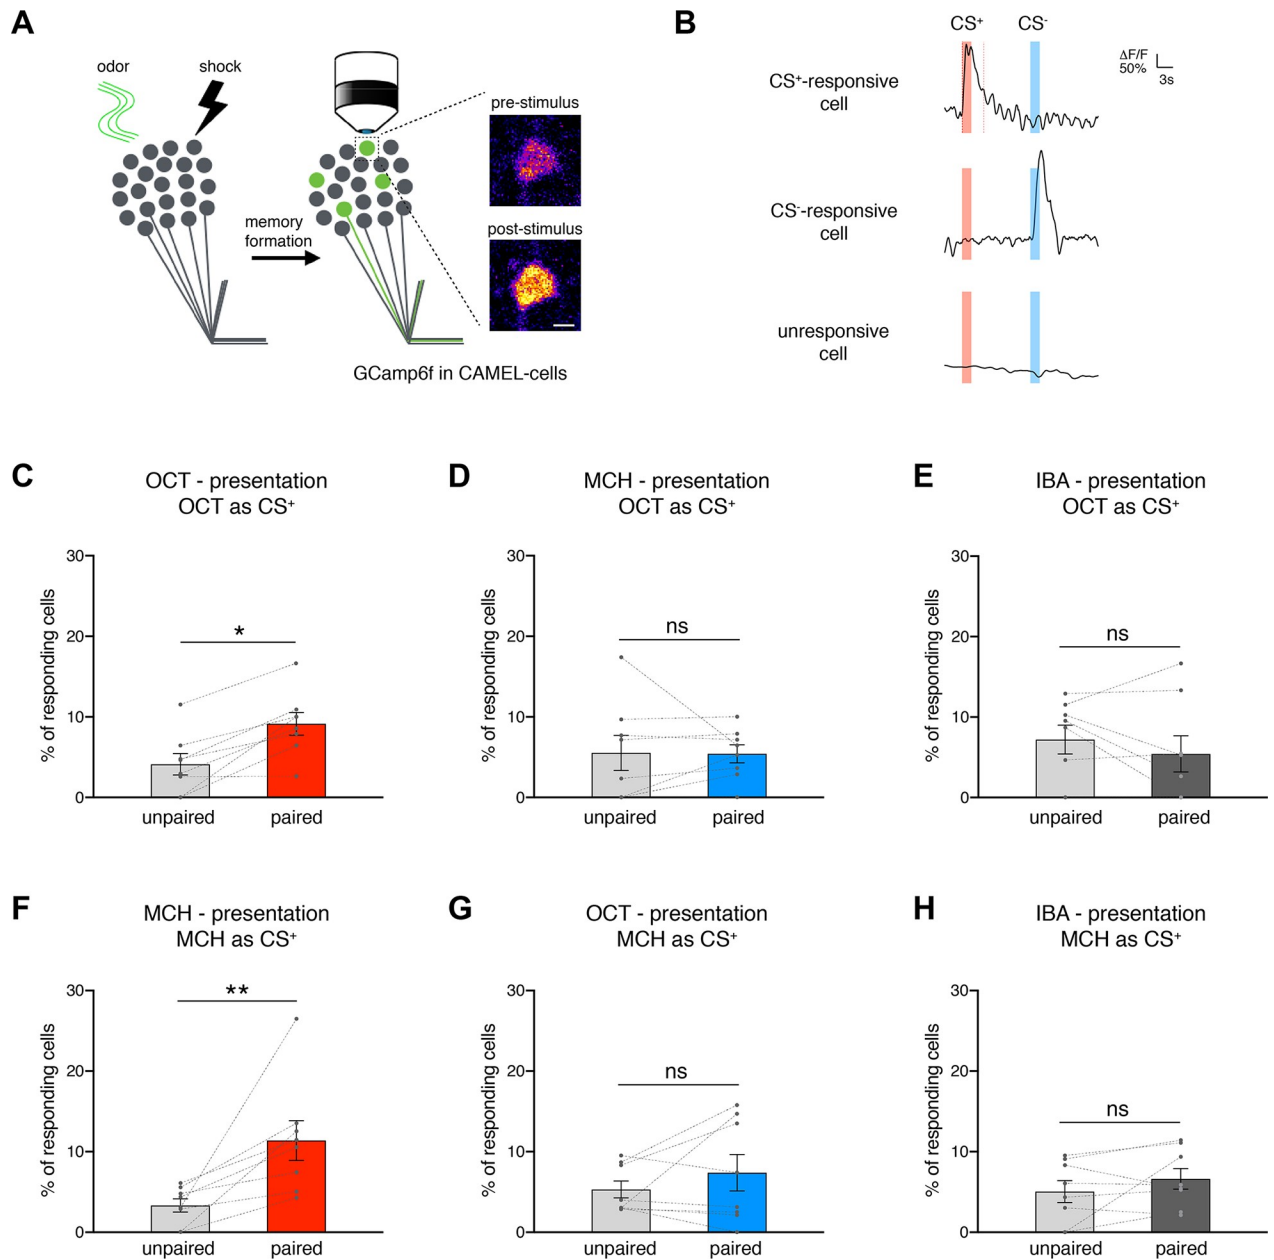 A
odor
shock
pre-stimulus
post-stimulus
memory
formation
GCamp6f in CAMEL-cells
B
CS⁺
CS⁻
ΔF/F
50%
3s
CS⁺-responsive
cell
CS⁻-responsive
cell
unresponsive
cell
C
OCT - presentation
OCT as CS⁺
% of responding cells
30
20
10
0
*
unpaired
paired
D
MCH - presentation
OCT as CS⁺
% of responding cells
30
20
10
0
ns
unpaired
paired
E
IBA - presentation
OCT as CS⁺
% of responding cells
30
20
10
0
ns
unpaired
paired
F
MCH - presentation
MCH as CS⁺
% of responding cells
30
20
10
0
**
unpaired
paired
G
OCT - presentation
MCH as CS⁺
% of responding cells
30
20
10
0
ns
unpaired
paired
H
IBA - presentation
MCH as CS⁺
% of responding cells
30
20
10
0
ns
unpaired
paired